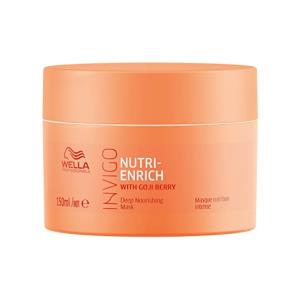 WELLA
PROFESSIONALS
INVIGO
NUTRI-
ENRICH
WITH GOJI BERRY
Deep Nourishing
Mask
150ml ℮
Masque nutrition
intense